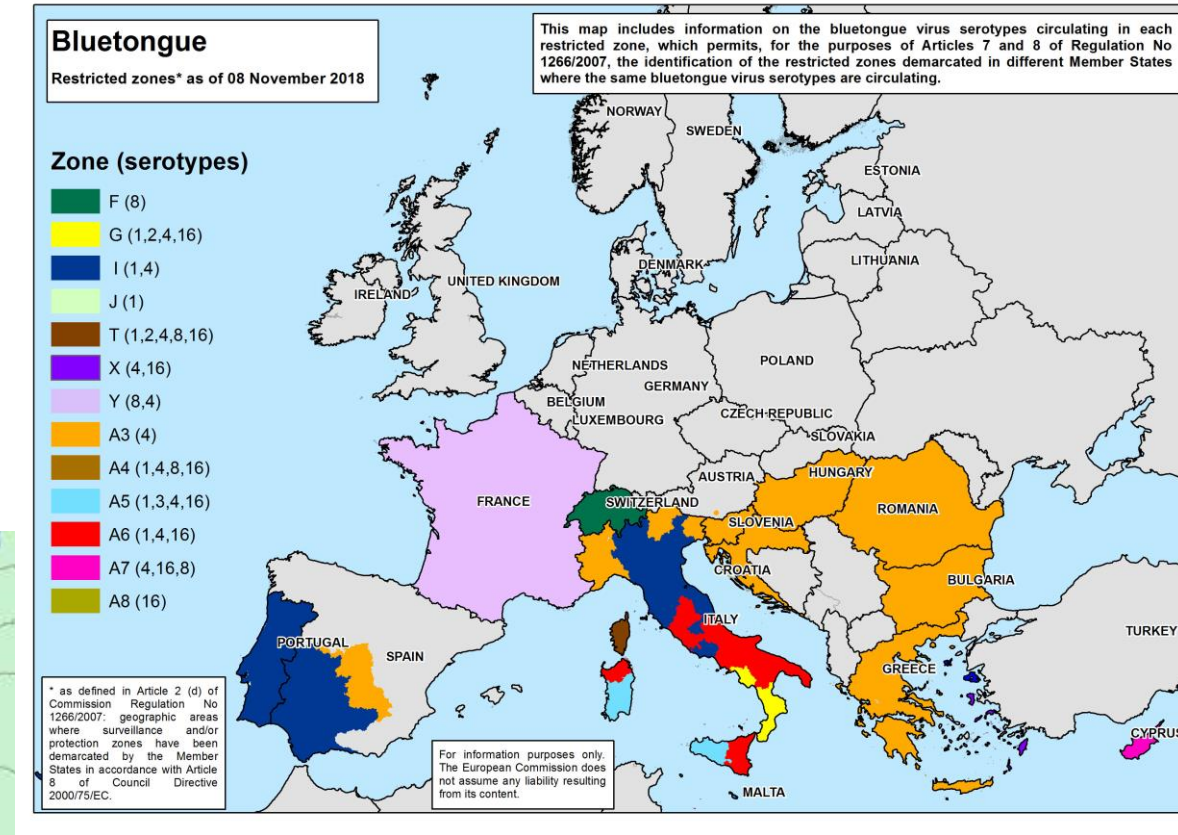 Bluetongue
Restricted zones* as of 08 November 2018
This map includes information on the bluetongue virus serotypes circulating in each
restricted zone, which permits, for the purposes of Articles 7 and 8 of Regulation No
1266/2007, the identification of the restricted zones demarcated in different Member States
where the same bluetongue virus serotypes are circulating.
Zone (serotypes)
F (8)
G (1,2,4,16)
I (1,4)
J (1)
T (1,2,4,8,16)
X (4,16)
Y (8,4)
A3 (4)
A4 (1,4,8,16)
A5 (1,3,4,16)
A6 (1,4,16)
A7 (4,16,8)
A8 (16)
NORWAY
SWEDEN
ESTONIA
LATVIA
LITHUANIA
DENMARK
UNITED KINGDOM
IRELAND
NETHERLANDS
POLAND
GERMANY
BELGIUM
LUXEMBOURG
CZECH REPUBLIC
SLOVAKIA
AUSTRIA
HUNGARY
FRANCE
SWITZERLAND
SLOVENIA
ROMANIA
CROATIA
BULGARIA
ITALY
PORTUGAL
SPAIN
GREECE
TURKEY
CYPRUS
MALTA
* as defined in Article 2 (d) of
Commission Regulation No
1266/2007: geographic areas
where surveillance and/or
protection zones have been
demarcated by the Member
States in accordance with Article
8 of Council Directive
2000/75/EC.
For information purposes only.
The European Commission does
not assume any liability resulting
from its content.